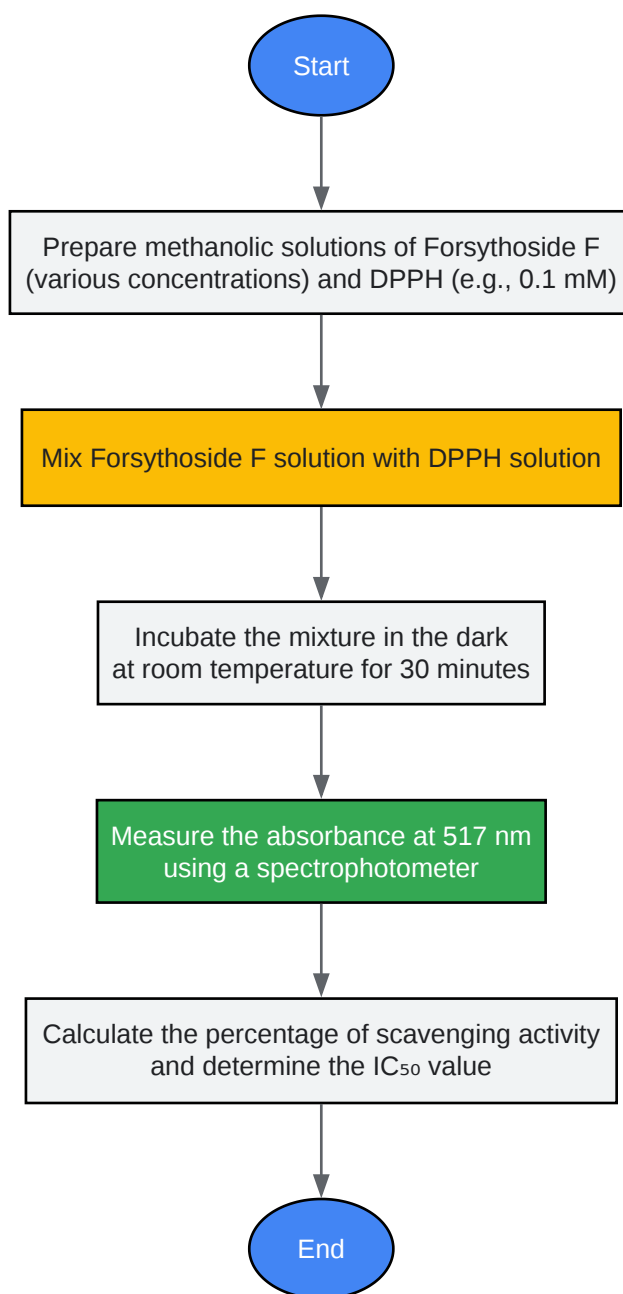 Start
Prepare methanolic solutions of Forsythoside F
(various concentrations) and DPPH (e.g., 0.1 mM)
Mix Forsythoside F solution with DPPH solution
Incubate the mixture in the dark
at room temperature for 30 minutes
Measure the absorbance at 517 nm
using a spectrophotometer
Calculate the percentage of scavenging activity
and determine the IC₅₀ value
End